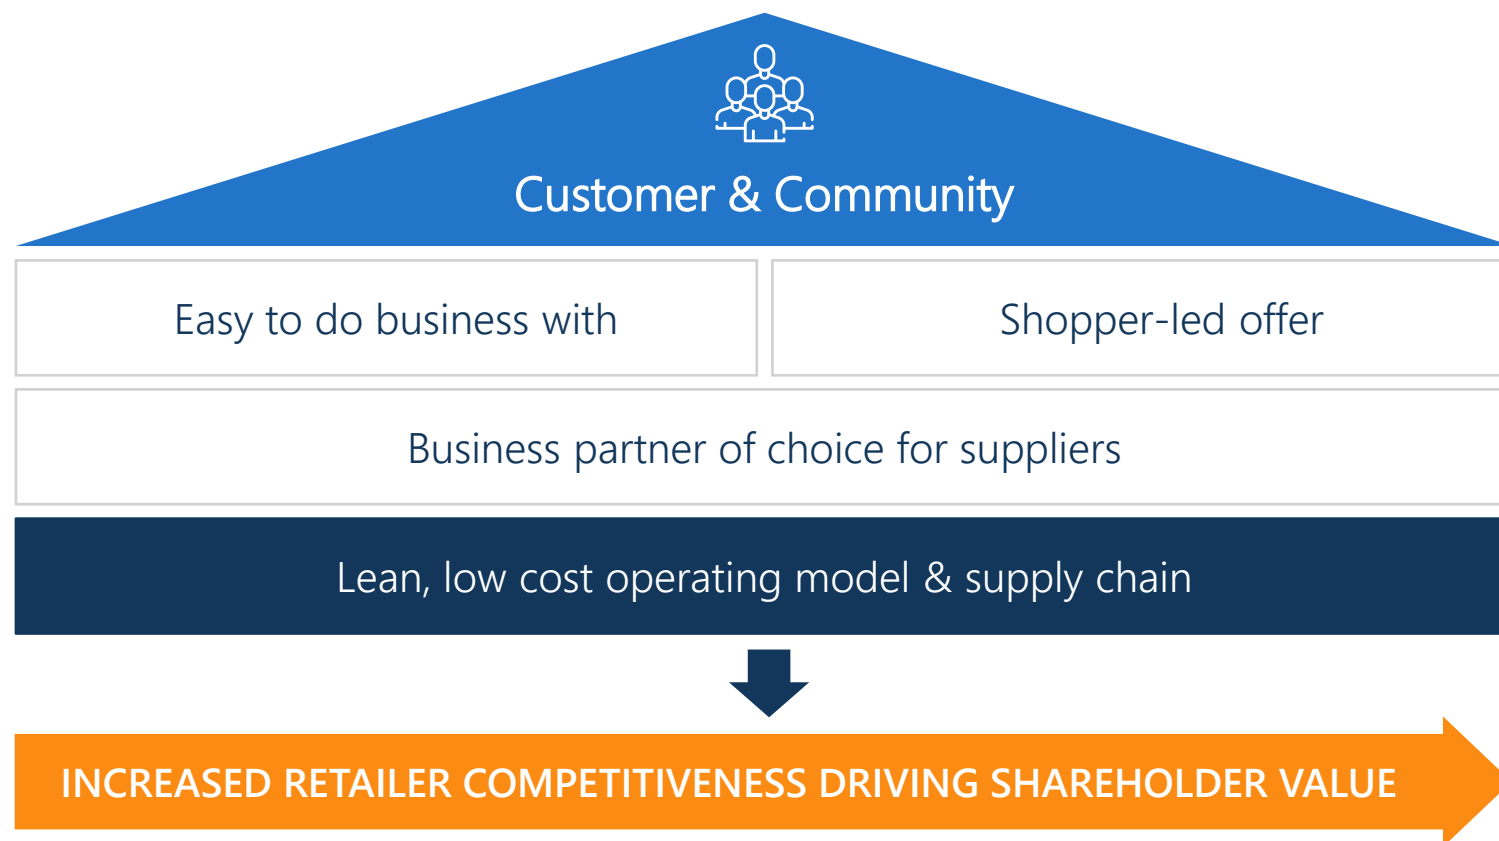 Customer & Community
Easy to do business with
Shopper-led offer
Business partner of choice for suppliers
Lean, low cost operating model & supply chain
INCREASED RETAILER COMPETITIVENESS DRIVING SHAREHOLDER VALUE